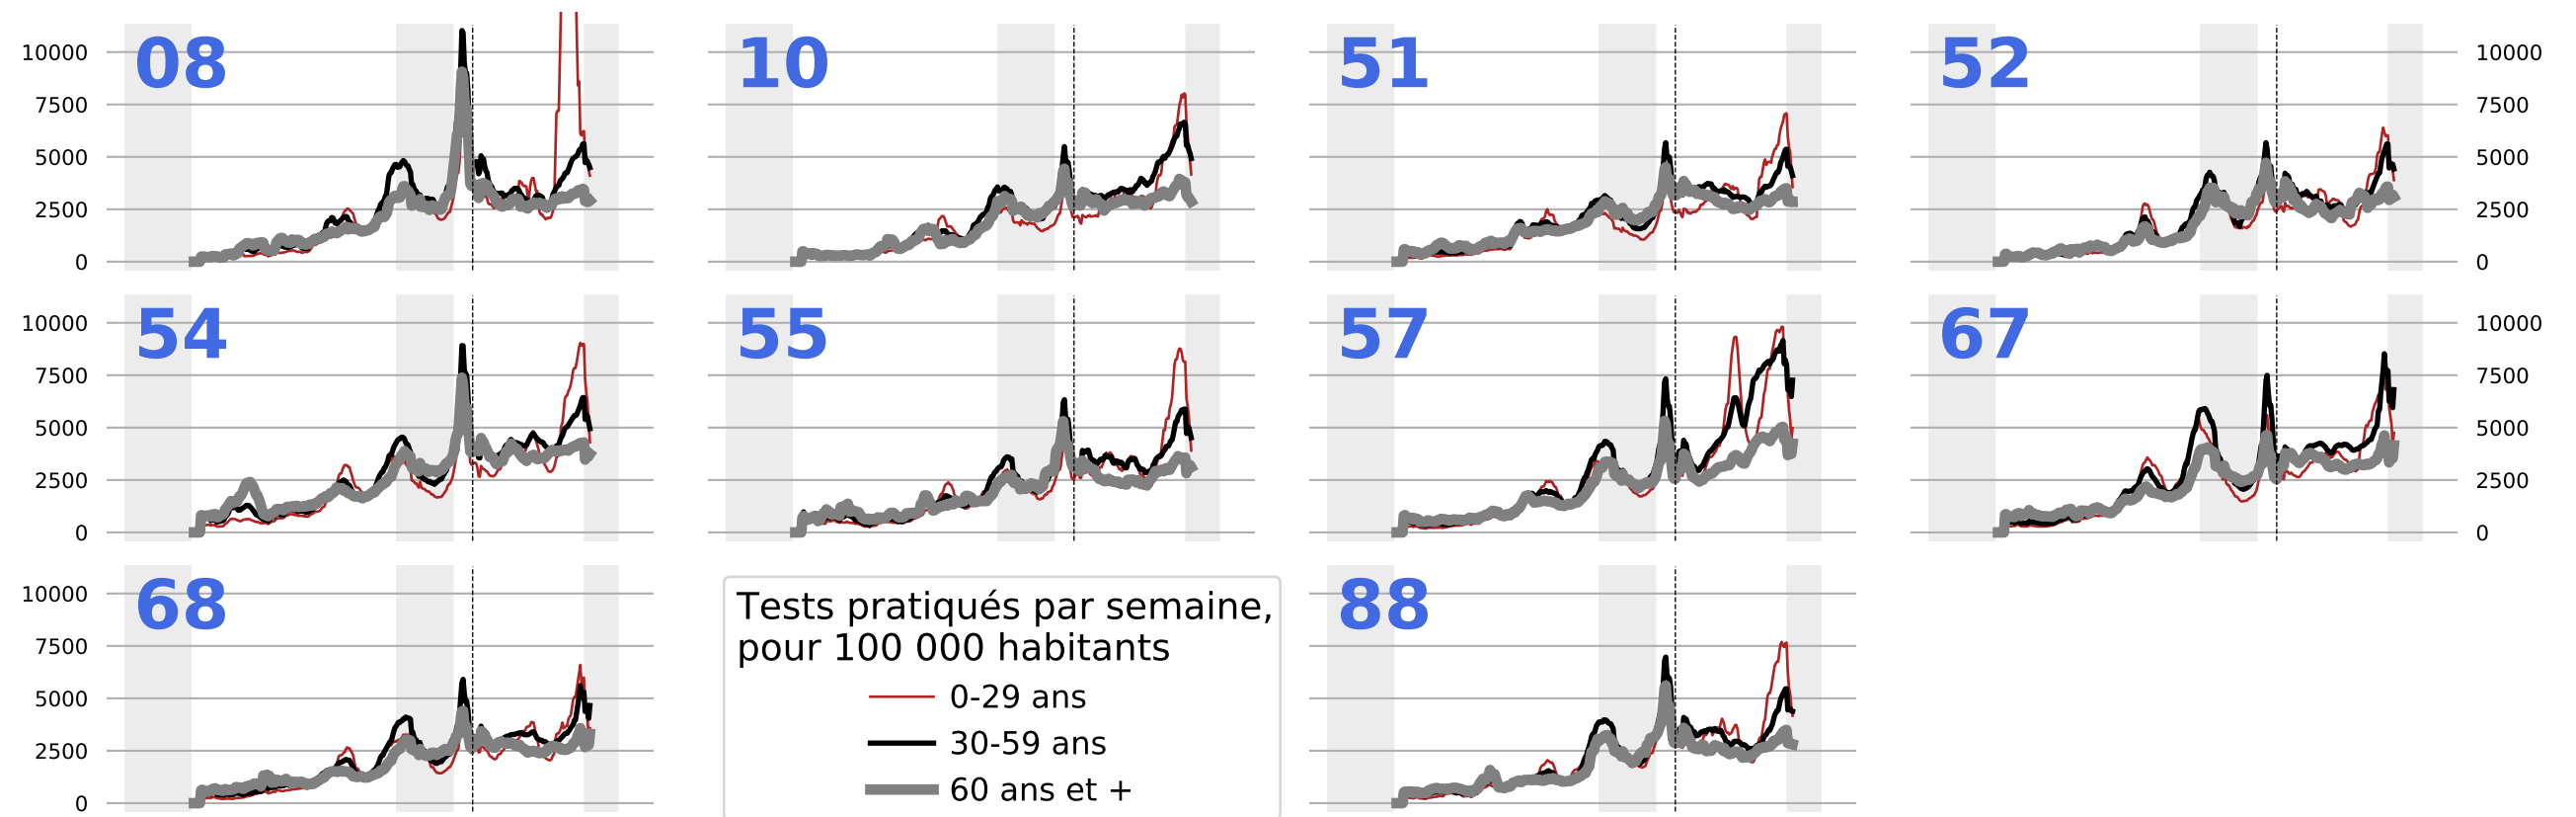 08 10 51 52
10000 10000
7500 7500
5000 5000
2500 2500
0 0
54 55 57 67
10000 10000
7500 7500
5000 5000
2500 2500
0 0
68 88
10000
7500
5000
2500
0
Tests pratiqués par semaine,
pour 100 000 habitants
0-29 ans
30-59 ans
60 ans et +